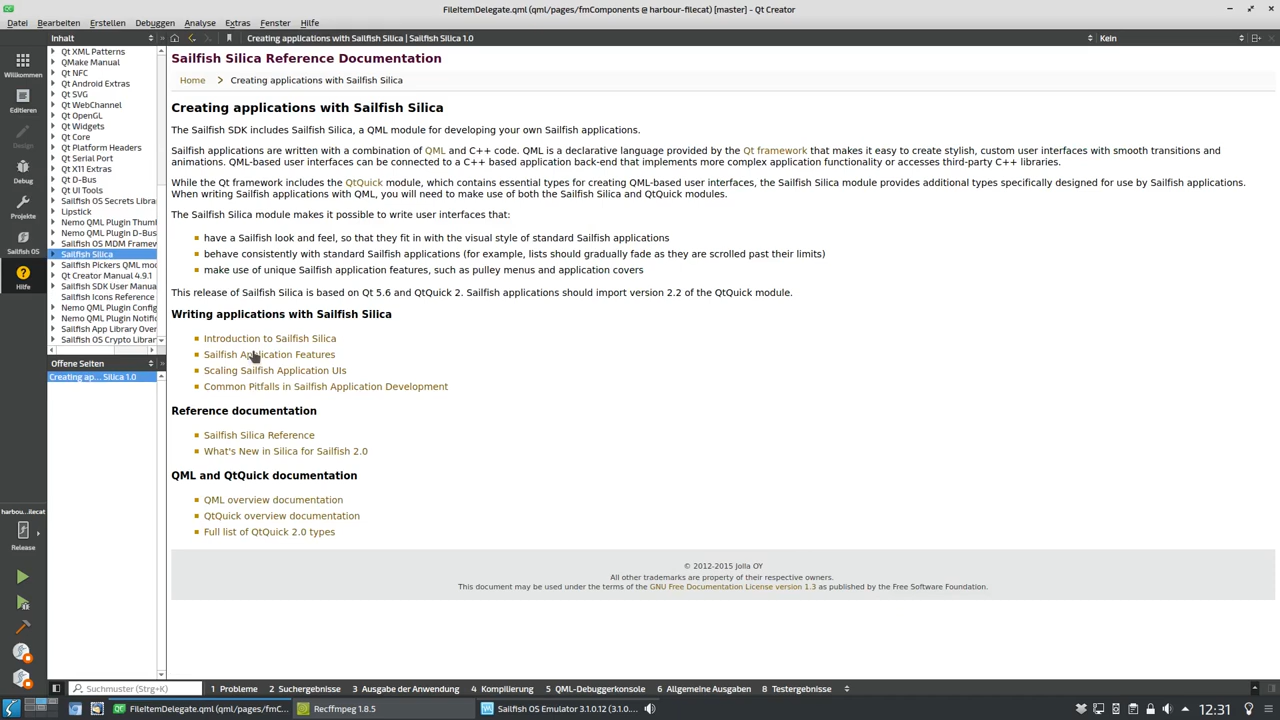 FileItemDelegate.qml (qml/pages/fmComponents @ harbour-filecat) [master] – Qt Creator
Datei Bearbeiten Erstellen Debuggen Analyse Extras Fenster Hilfe
Inhalt
Creating applications with Sailfish Silica | Sailfish Silica 1.0
Kein
Willkommen
Editieren
Design
Debug
Projekte
Sailfish OS
Hilfe
harbou...ilecat
Release
Qt XML Patterns
QMake Manual
Qt NFC
Qt Android Extras
Qt SVG
Qt WebChannel
Qt OpenGL
Qt Widgets
Qt Core
Qt Platform Headers
Qt Serial Port
Qt X11 Extras
Qt D-Bus
Qt UI Tools
Sailfish OS Secrets Libra
Lipstick
Nemo QML Plugin Thum
Nemo QML Plugin D-Bus
Sailfish OS MDM Framew
Sailfish Silica
Sailfish Pickers QML mo
Qt Creator Manual 4.9.1
Sailfish SDK User Manua
Sailfish Icons Reference
Nemo QML Plugin Config
Nemo QML Plugin Notific
Sailfish App Library Over
Sailfish OS Crypto Librar
Offene Seiten
Creating ap... Silica 1.0
Sailfish Silica Reference Documentation
Home > Creating applications with Sailfish Silica
Creating applications with Sailfish Silica
The Sailfish SDK includes Sailfish Silica, a QML module for developing your own Sailfish applications.
Sailfish applications are written with a combination of QML and C++ code. QML is a declarative language provided by the Qt framework that makes it easy to create stylish, custom user interfaces with smooth transitions and
animations. QML-based user interfaces can be connected to a C++ based application back-end that implements more complex application functionality or accesses third-party C++ libraries.
While the Qt framework includes the QtQuick module, which contains essential types for creating QML-based user interfaces, the Sailfish Silica module provides additional types specifically designed for use by Sailfish applications.
When writing Sailfish applications with QML, you will need to make use of both the Sailfish Silica and QtQuick modules.
The Sailfish Silica module makes it possible to write user interfaces that:
have a Sailfish look and feel, so that they fit in with the visual style of standard Sailfish applications
behave consistently with standard Sailfish applications (for example, lists should gradually fade as they are scrolled past their limits)
make use of unique Sailfish application features, such as pulley menus and application covers
This release of Sailfish Silica is based on Qt 5.6 and QtQuick 2. Sailfish applications should import version 2.2 of the QtQuick module.
Writing applications with Sailfish Silica
Introduction to Sailfish Silica
Sailfish Application Features
Scaling Sailfish Application UIs
Common Pitfalls in Sailfish Application Development
Reference documentation
Sailfish Silica Reference
What's New in Silica for Sailfish 2.0
QML and QtQuick documentation
QML overview documentation
QtQuick overview documentation
Full list of QtQuick 2.0 types
© 2012-2015 Jolla OY
All other trademarks are property of their respective owners.
This document may be used under the terms of the GNU Free Documentation License version 1.3 as published by the Free Software Foundation.
Suchmuster (Strg+K) 1 Probleme 2 Suchergebnisse 3 Ausgabe der Anwendung 4 Kompilierung 5 QML-Debuggerkonsole 6 Allgemeine Ausgaben 8 Testergebnisse
FileItemDelegate.qml (qml/pages/fmC... Recffmpeg 1.8.5 Sailfish OS Emulator 3.1.0.12 (3.1.0.... 12:31